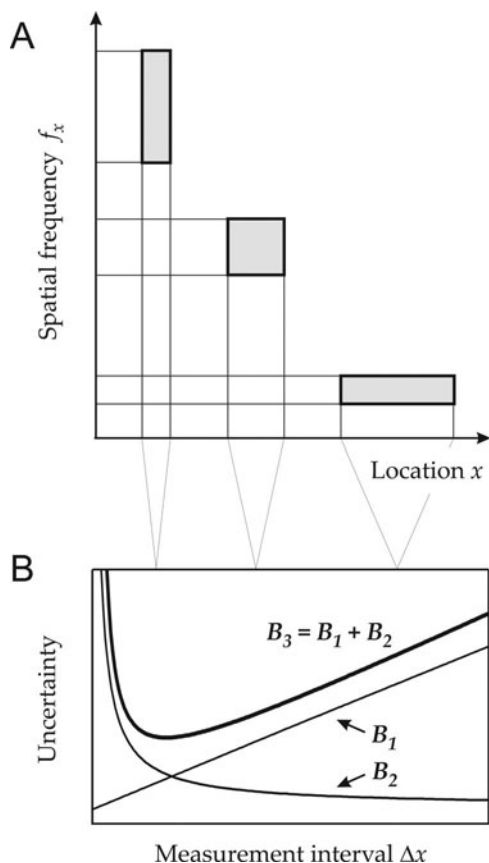 A
Spatial frequency fₓ
Location x
B
B₃ = B₁ + B₂
B₁
B₂
Uncertainty
Measurement interval Δx